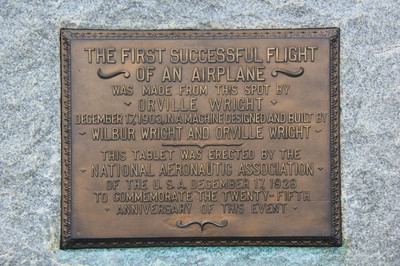 THE FIRST SUCCESSFUL FLIGHT
OF AN AIRPLANE
WAS MADE FROM THIS SPOT BY
ORVILLE WRIGHT
DECEMBER 17, 1903, IN A MACHINE DESIGNED AND BUILT BY
WILBUR WRIGHT AND ORVILLE WRIGHT
THIS TABLET WAS ERECTED BY THE
NATIONAL AERONAUTIC ASSOCIATION
OF THE U.S.A. DECEMBER 17, 1928
TO COMMEMORATE THE TWENTY-FIFTH
ANNIVERSARY OF THIS EVENT